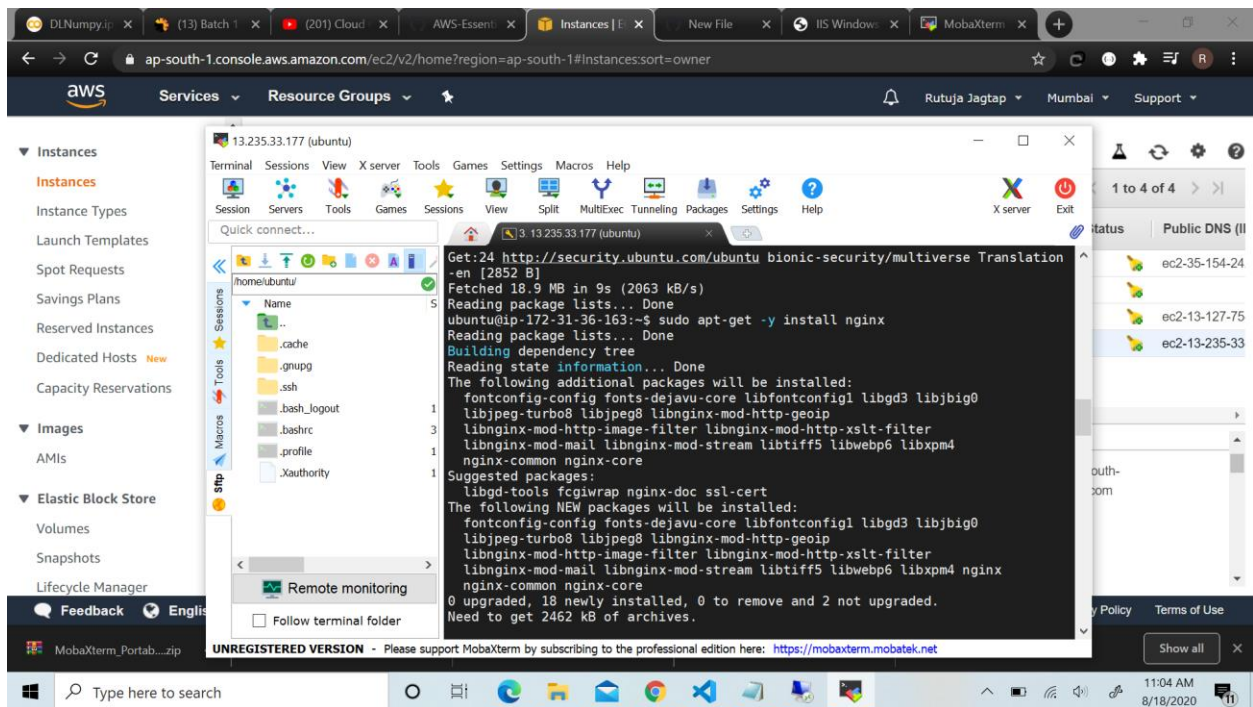 DLNumpy.ip
(13) Batch 1
(201) Cloud
AWS-Essenti
Instances | E
New File
IIS Windows
MobaXterm
ap-south-1.console.aws.amazon.com/ec2/v2/home?region=ap-south-1#Instances:sort=owner
R
aws
Services
Resource Groups
Rutuja Jagtap
Mumbai
Support
Instances
Instances
Instance Types
Launch Templates
Spot Requests
Savings Plans
Reserved Instances
Dedicated Hosts New
Capacity Reservations
Images
AMIs
Elastic Block Store
Volumes
Snapshots
Lifecycle Manager
1 to 4 of 4
Status
Public DNS (I
ec2-35-154-24
ec2-13-127-75
ec2-13-235-33
outh-
com
13.235.33.177 (ubuntu)
Terminal Sessions View X server Tools Games Settings Macros Help
Session Servers Tools Games Sessions View Split MultiExec Tunneling Packages Settings Help
X server Exit
Quick connect...
3. 13.235.33.177 (ubuntu)
Sessions
Tools
Macros
Sftp
/home/ubuntu/
Name S
..
.cache
.gnupg
.ssh
.bash_logout 1
.bashrc 3
.profile 1
.Xauthority 1
Remote monitoring
Follow terminal folder
Get:24 http://security.ubuntu.com/ubuntu bionic-security/multiverse Translation
-en [2852 B]
Fetched 18.9 MB in 9s (2063 kB/s)
Reading package lists... Done
ubuntu@ip-172-31-36-163:~$ sudo apt-get -y install nginx
Reading package lists... Done
Building dependency tree
Reading state information... Done
The following additional packages will be installed:
fontconfig-config fonts-dejavu-core libfontconfig1 libgd3 libjbig0
libjpeg-turbo8 libjpeg8 libnginx-mod-http-geoip
libnginx-mod-http-image-filter libnginx-mod-http-xslt-filter
libnginx-mod-mail libnginx-mod-stream libtiff5 libwebp6 libxpm4
nginx-common nginx-core
Suggested packages:
libgd-tools fcgiwrap nginx-doc ssl-cert
The following NEW packages will be installed:
fontconfig-config fonts-dejavu-core libfontconfig1 libgd3 libjbig0
libjpeg-turbo8 libjpeg8 libnginx-mod-http-geoip
libnginx-mod-http-image-filter libnginx-mod-http-xslt-filter
libnginx-mod-mail libnginx-mod-stream libtiff5 libwebp6 libxpm4 nginx
nginx-common nginx-core
0 upgraded, 18 newly installed, 0 to remove and 2 not upgraded.
Need to get 2462 kB of archives.
UNREGISTERED VERSION - Please support MobaXterm by subscribing to the professional edition here: https://mobaxterm.mobatek.net
Feedback
Englis
y Policy
Terms of Use
MobaXterm_Portab....zip
Show all
Type here to search
11:04 AM
8/18/2020
11